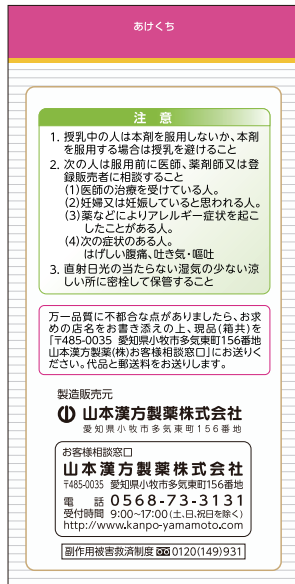 あけくち
注 意
1. 授乳中の人は本剤を服用しないか、本剤
を服用する場合は授乳を避けること
2. 次の人は服用前に医師、薬剤師又は登
録販売者に相談すること
(1)医師の治療を受けている人。
(2)妊婦又は妊娠していると思われる人。
(3)薬などによりアレルギー症状を起こ
したことがある人。
(4)次の症状のある人。
はげしい腹痛、吐き気・嘔吐
3. 直射日光の当たらない湿気の少ない涼
しい所に密栓して保管すること
万一品質に不都合な点がありましたら、お求
めの店名をお書き添えの上、現品(箱共)を
「〒485-0035 愛知県小牧市多気東町156番地
山本漢方製薬(株)お客様相談窓口」にお送りく
ださい。代品と郵送料をお送りします。
製造販売元
山本漢方製薬株式会社
愛知県小牧市多気東町156番地
お客様相談窓口
山本漢方製薬株式会社
〒485-0035 愛知県小牧市多気東町156番地
電 話 0568-73-3131
受付時間 9:00~17:00(土、日、祝日を除く)
http://www.kanpo-yamamoto.com
副作用被害救済制度 0120(149)931